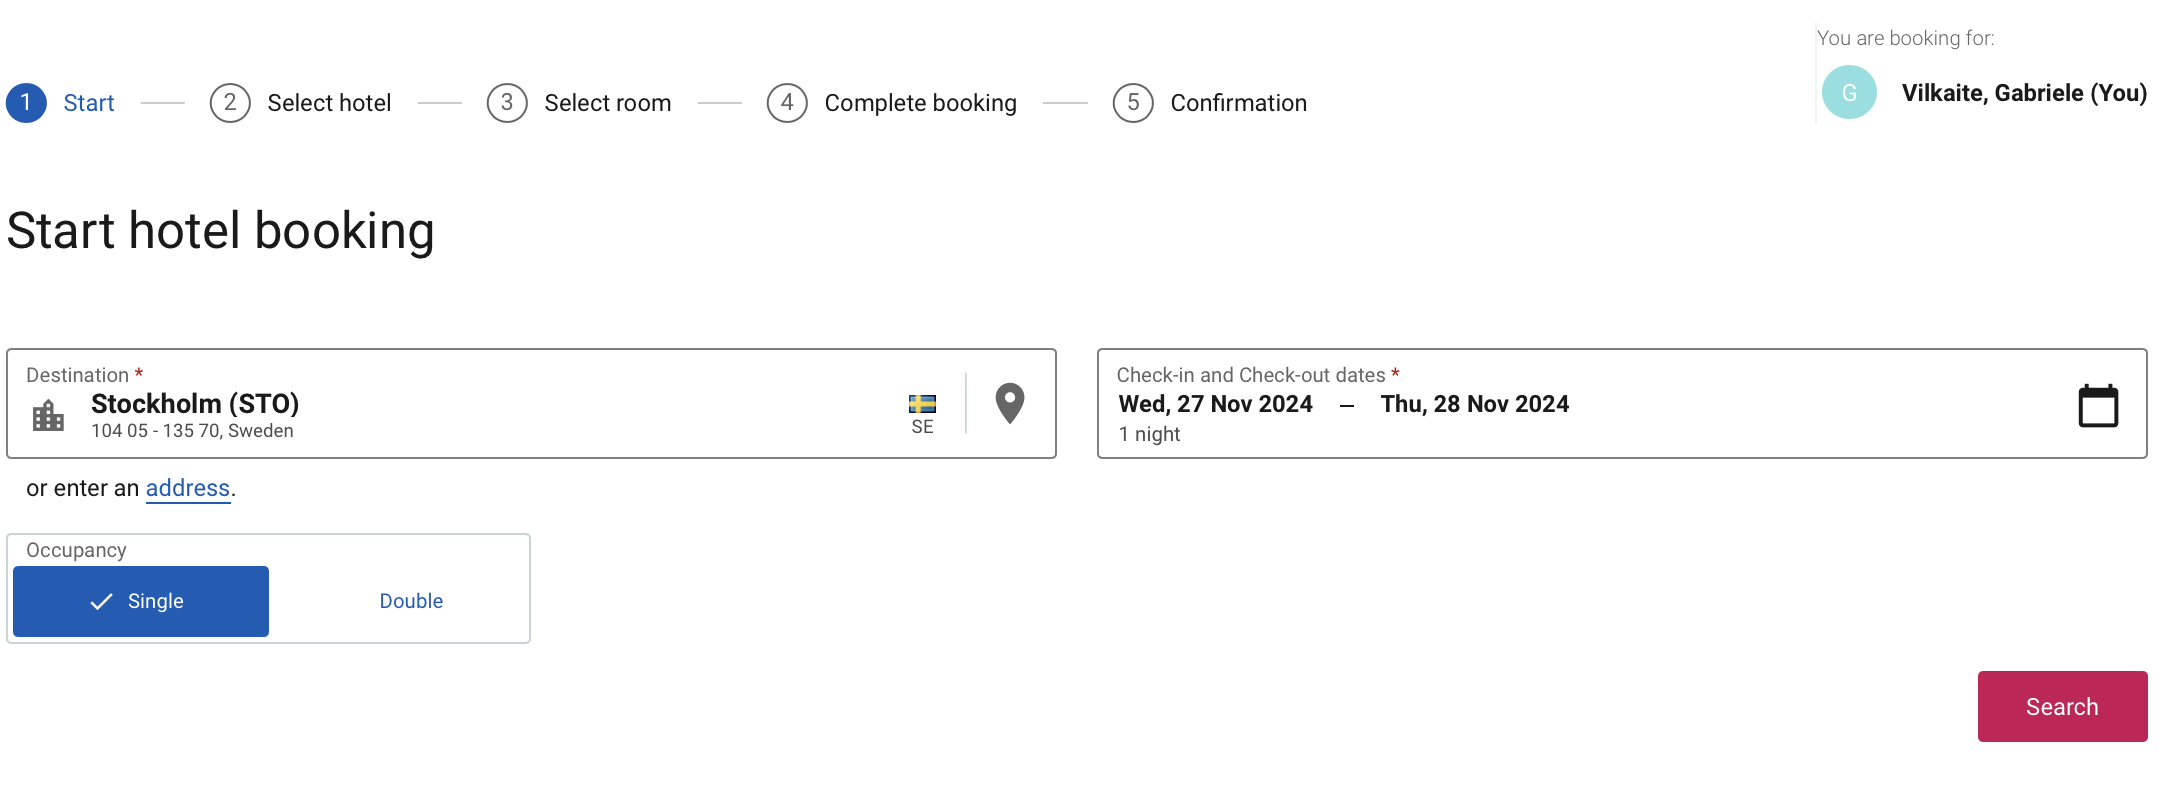 You are booking for:
1 Start 2 Select hotel 3 Select room 4 Complete booking 5 Confirmation
G Vilkaite, Gabriele (You)
Start hotel booking
Destination *
Stockholm (STO)
104 05 - 135 70, Sweden
SE
Check-in and Check-out dates *
Wed, 27 Nov 2024 – Thu, 28 Nov 2024
1 night
or enter an address.
Occupancy
Single Double
Search